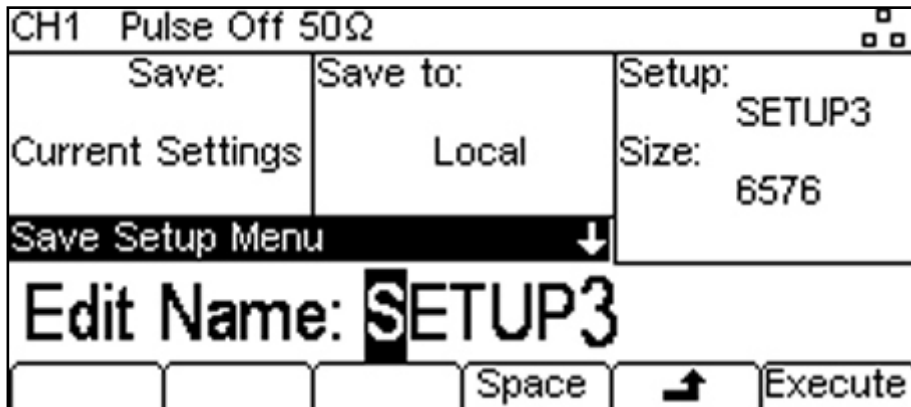 CH1 Pulse Off 50Ω
Save:
Current Settings
Save to:
Local
Setup:
SETUP3
Size:
6576
Save Setup Menu
Edit Name: SETUP3
Space
Execute